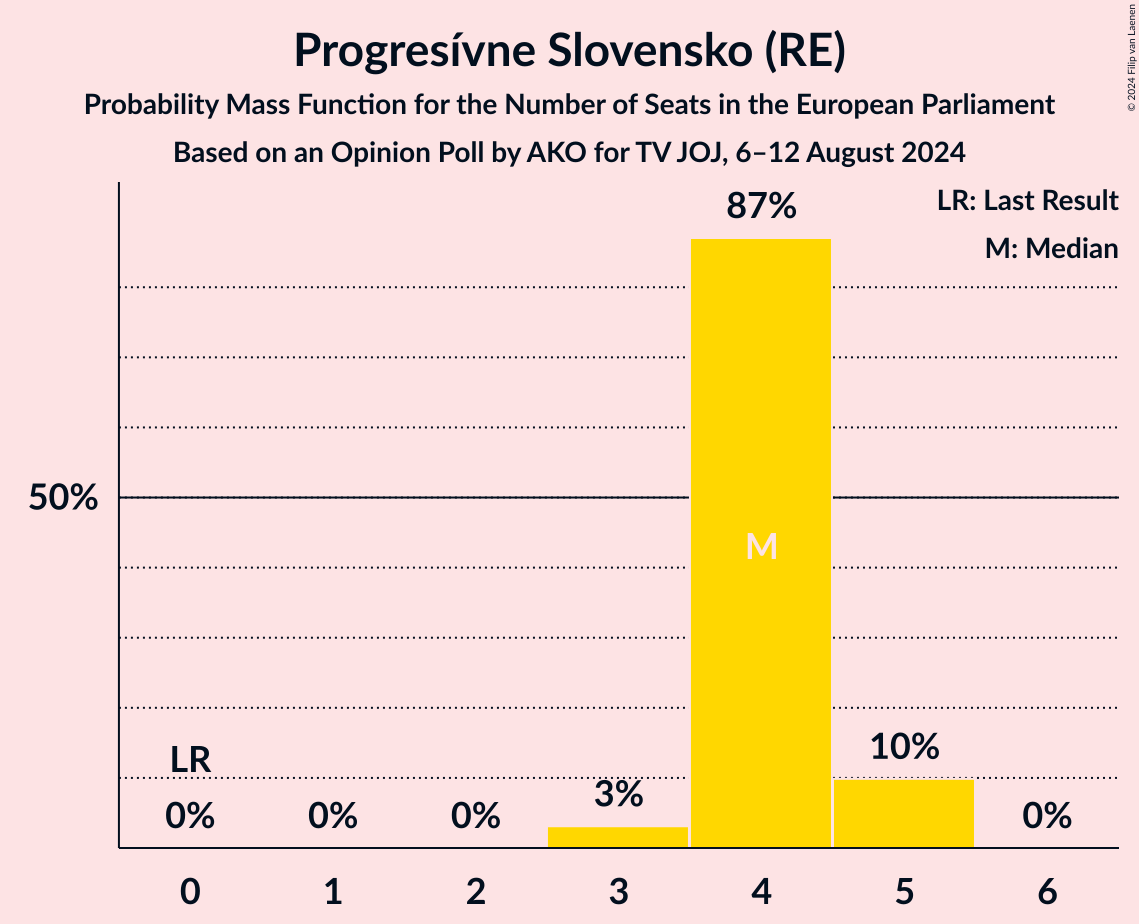 Progresívne Slovensko (RE)
Probability Mass Function for the Number of Seats in the European Parliament
Based on an Opinion Poll by AKO for TV JOJ, 6–12 August 2024
© 2024 Filip van Laenen
LR: Last Result
M: Median
87%
50%
M
LR
10%
3%
0% 0% 0% 0%
0 1 2 3 4 5 6